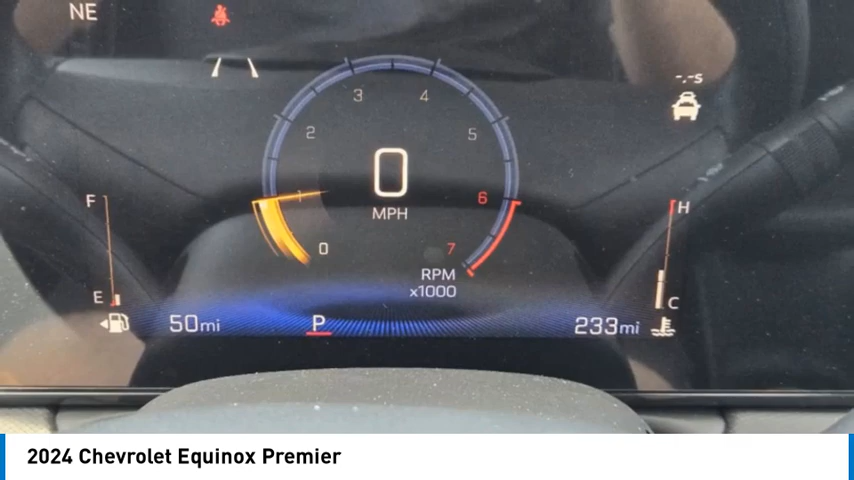 NE
-.-s
3 4
2 5
1 0 6
MPH
F H
0 7
RPM
x1000
E C
50mi P 233mi
2024 Chevrolet Equinox Premier